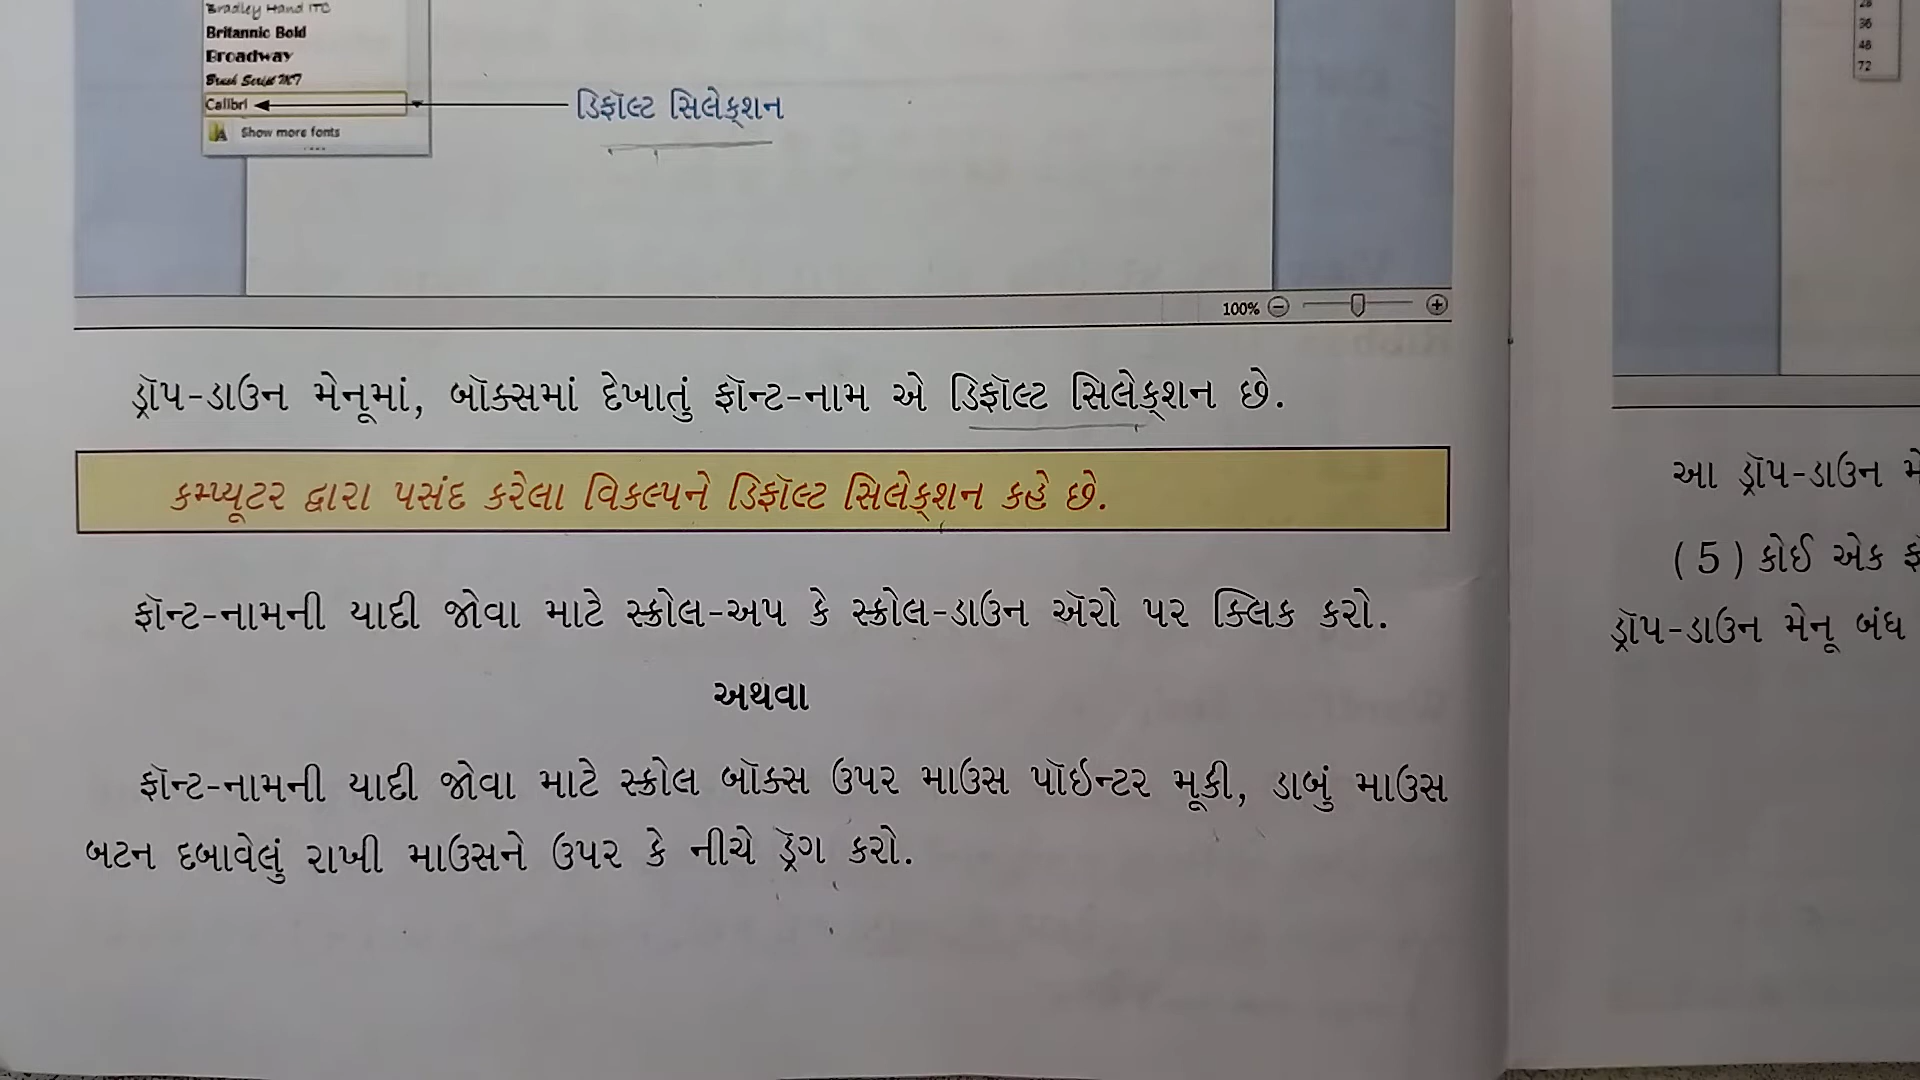 Bradley Hand ITC
Britannic Bold
Broadway
Brush Script MT
Calibri
Show more fonts
ડિફૉલ્ટ સિલેક્શન
100%
ડ્રૉપ-ડાઉન મેનૂમાં, બૉક્સમાં દેખાતું ફૉન્ટ-નામ એ ડિફૉલ્ટ સિલેક્શન છે.
કમ્પ્યૂટર દ્વારા પસંદ કરેલા વિકલ્પને ડિફૉલ્ટ સિલેક્શન કહે છે.
ફૉન્ટ-નામની યાદી જોવા માટે સ્ક્રોલ-અપ કે સ્ક્રોલ-ડાઉન ઍરો પર ક્લિક કરો.
અથવા
ફૉન્ટ-નામની યાદી જોવા માટે સ્ક્રોલ બૉક્સ ઉપર માઉસ પૉઇન્ટર મૂકી, ડાબું માઉસ
બટન દબાવેલું રાખી માઉસને ઉપર કે નીચે ડ્રૅગ કરો.
28
36
48
72
આ ડ્રૉપ-ડાઉન
(5) કોઈ એક
ડ્રૉપ-ડાઉન મેનૂ બંધ